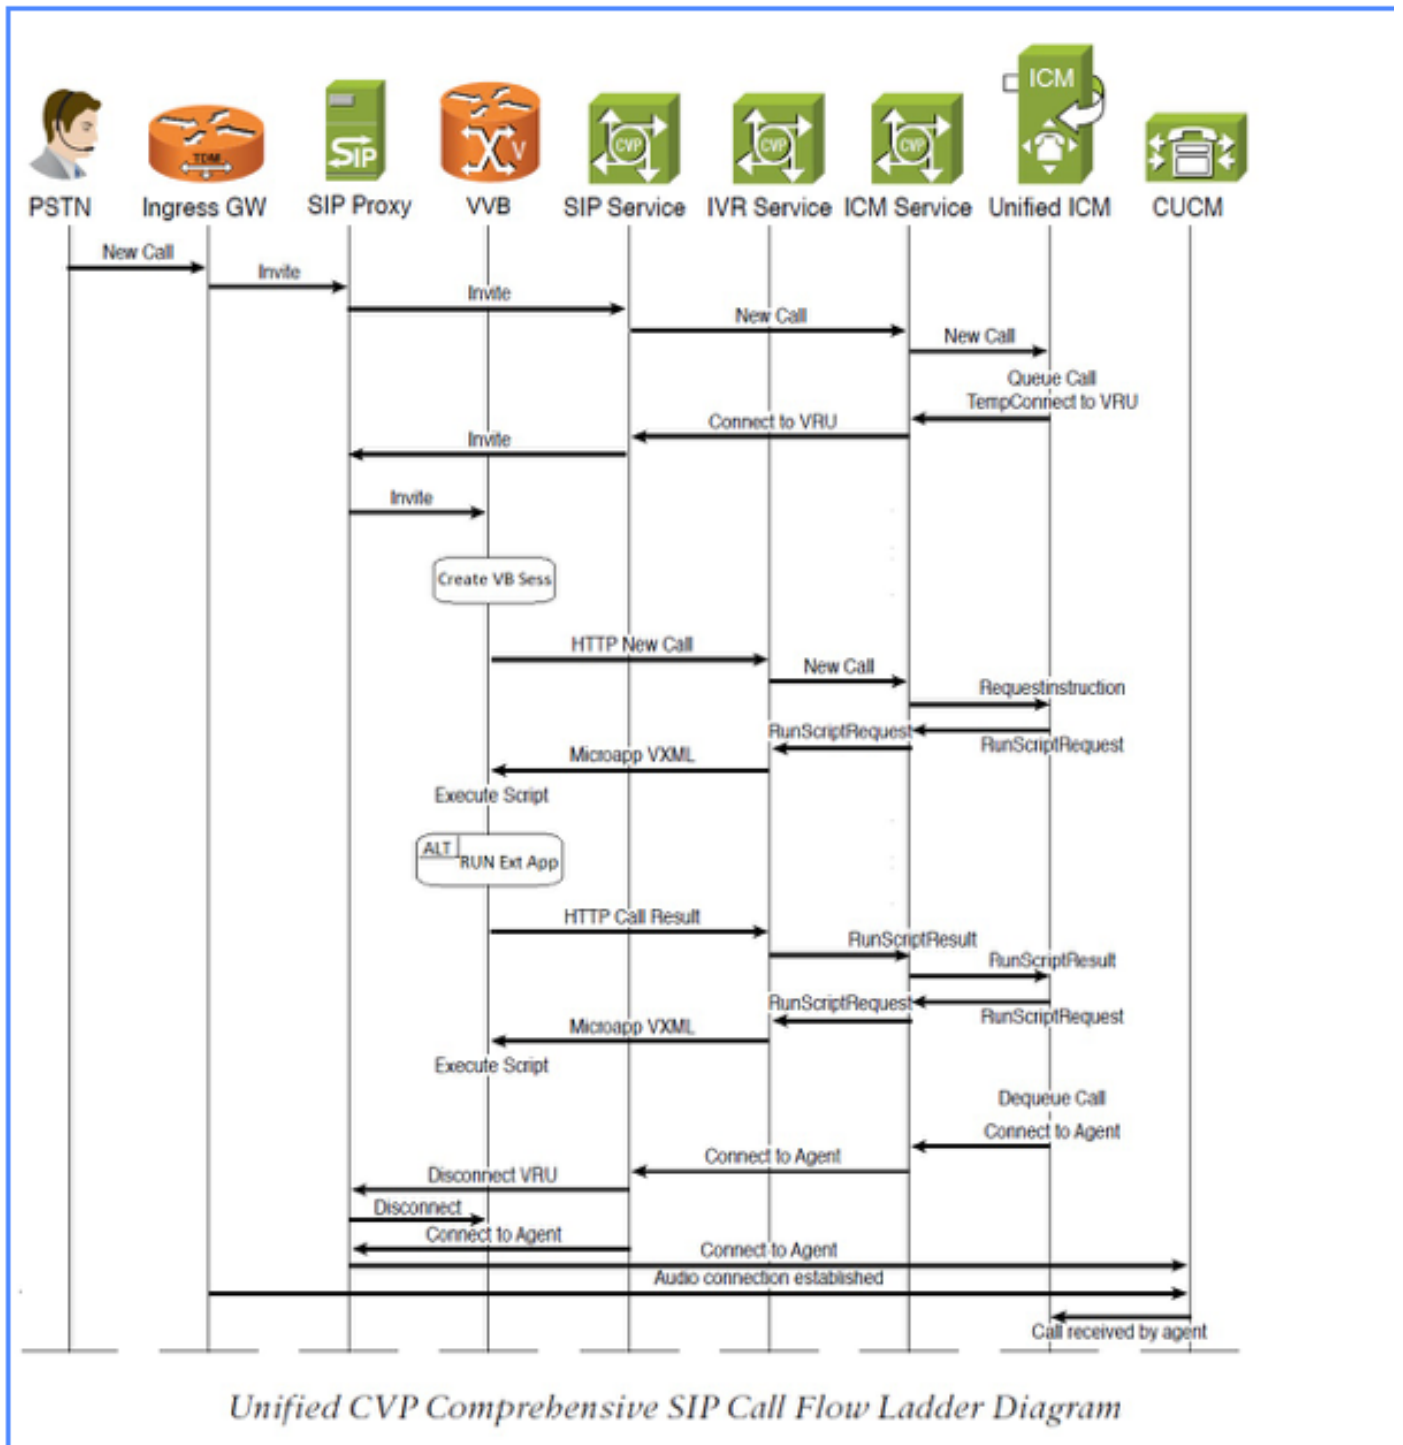 ICM
TDM
SIP
V
CVP
CVP
CVP
PSTN
Ingress GW
SIP Proxy
VVB
SIP Service
IVR Service
ICM Service
Unified ICM
CUCM
New Call
Invite
Invite
New Call
New Call
Queue Call
TempConnect to VRU
Connect to VRU
Invite
Invite
Create VB Sess
HTTP New Call
New Call
Requestinstruction
RunScriptRequest
RunScriptRequest
Microapp VXML
Execute Script
ALT
RUN Ext App
HTTP Call Result
RunScriptResult
RunScriptResult
RunScriptRequest
RunScriptRequest
Microapp VXML
Execute Script
Dequeue Call
Connect to Agent
Connect to Agent
Disconnect VRU
Disconnect
Connect to Agent
Connect to Agent
Audio connection established
Call received by agent
Unified CVP Comprehensive SIP Call Flow Ladder Diagram